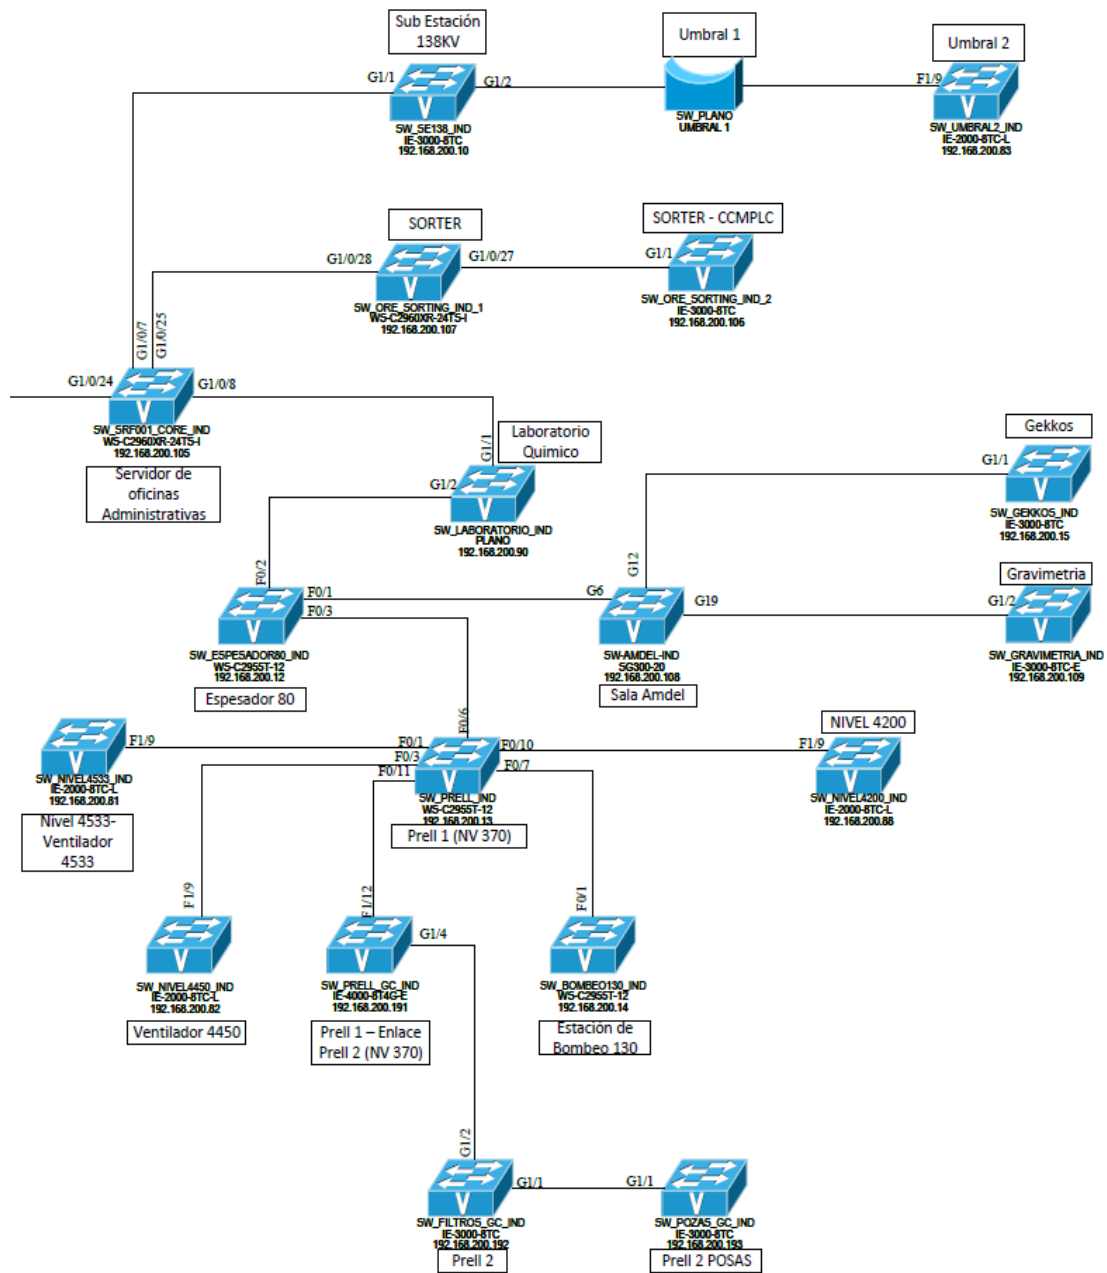 Sub Estación
138KV
Umbral 1
Umbral 2
G1/1
G1/2
F1/9
SW_SE138_IND
IE-3000-8TC
192.168.200.10
SW_PLANO
UMBRAL 1
SW_UMBRAL2_IND
IE-2000-8TC-L
192.168.200.83
SORTER
SORTER - CCMPLC
G1/0/28
G1/0/27
G1/1
SW_ORE_SORTING_IND_1
WS-C2960XR-24TS-I
192.168.200.107
SW_ORE_SORTING_IND_2
IE-3000-8TC
192.168.200.106
G1/0/7
G1/0/25
G1/0/24
G1/0/8
SW_SRF001_CORE_IND
WS-C2960XR-24TS-I
192.168.200.105
Servidor de
oficinas
Administrativas
Laboratorio
Quimico
G1/1
G1/2
SW_LABORATORIO_IND
PLANO
192.168.200.90
Gekkos
G1/1
SW_GEKKOS_IND
IE-3000-8TC
192.168.200.15
F0/2
F0/1
F0/3
G6
G12
G19
Gravimetria
G1/2
SW_ESPESADOR80_IND
WS-C2955T-12
192.168.200.12
Espesador 80
SW-AMDEL-IND
SG300-20
192.168.200.108
Sala Amdel
SW_GRAVIMETRIA_IND
IE-3000-8TC-E
192.168.200.109
F0/6
NIVEL 4200
F1/9
F0/1
F0/3
F0/11
F0/10
F0/7
F1/9
SW_NIVEL4533_IND
IE-2000-8TC-L
192.168.200.81
Nivel 4533-
Ventilador
4533
SW_PRELL_IND
WS-C2955T-12
192.168.200.13
Prell 1 (NV 370)
SW_NIVEL4200_IND
IE-2000-8TC-L
192.168.200.88
F1/9
F1/12
F0/1
G1/4
SW_NIVEL4450_IND
IE-2000-8TC-L
192.168.200.82
Ventilador 4450
SW_PRELL_GC_IND
IE-4000-8T4G-E
192.168.200.191
Prell 1 – Enlace
Prell 2 (NV 370)
SW_BOMBEO130_IND
WS-C2955T-12
192.168.200.14
Estación de
Bombeo 130
G1/2
G1/1
G1/1
SW_FILTROS_GC_IND
IE-3000-8TC
192.168.200.192
Prell 2
SW_POZAS_GC_IND
IE-3000-8TC
192.168.200.193
Prell 2 POSAS